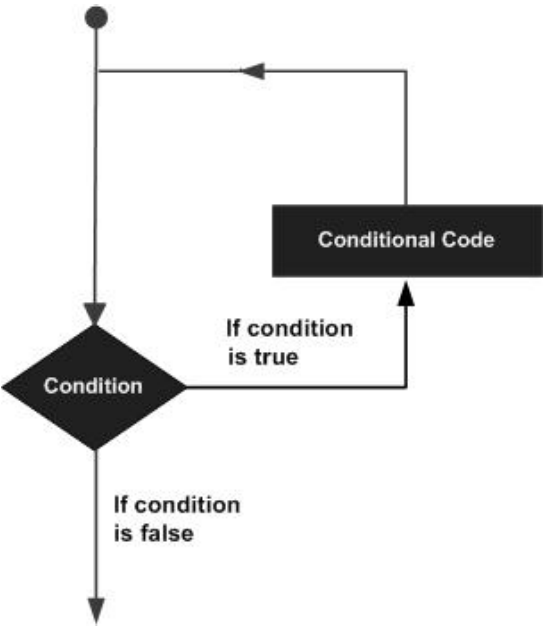 Conditional Code
If condition
is true
Condition
If condition
is false